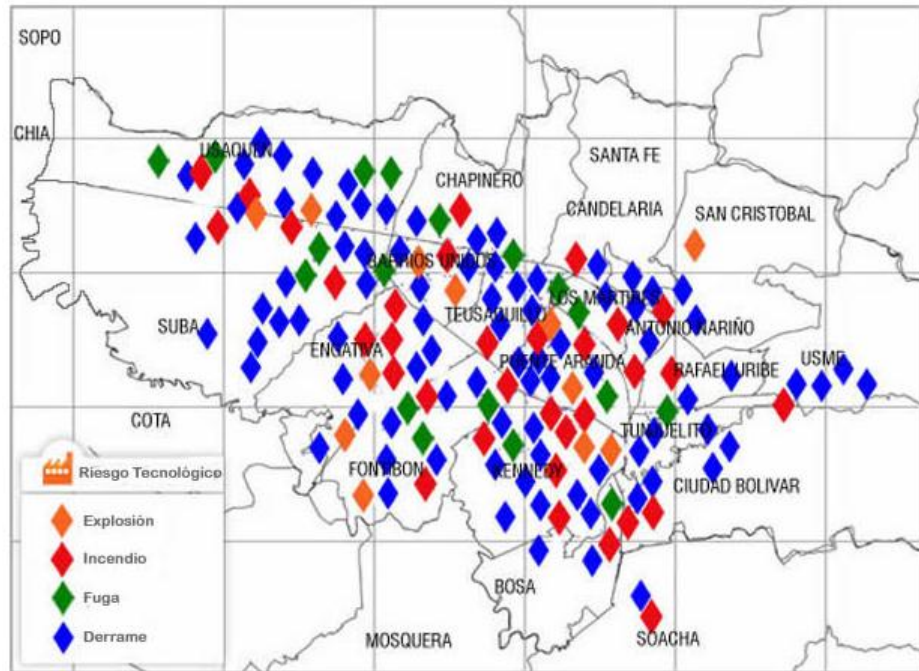 SOPO
CHIA
USAQUEN
SANTA FE
CHAPINERO
CANDELARIA
SAN CRISTOBAL
BARRIOS UNIDOS
LOS MARTIRES
TEUSAQUILLO
SUBA
ANTONIO NARIÑO
ENGATIVA
PUENTE ARANDA
RAFAEL URIBE
USME
COTA
TUNJUELITO
Riesgo Tecnológico
FONTIBON
KENNEDY
CIUDAD BOLIVAR
Explosión
Incendio
Fuga
BOSA
Derrame
MOSQUERA
SOACHA